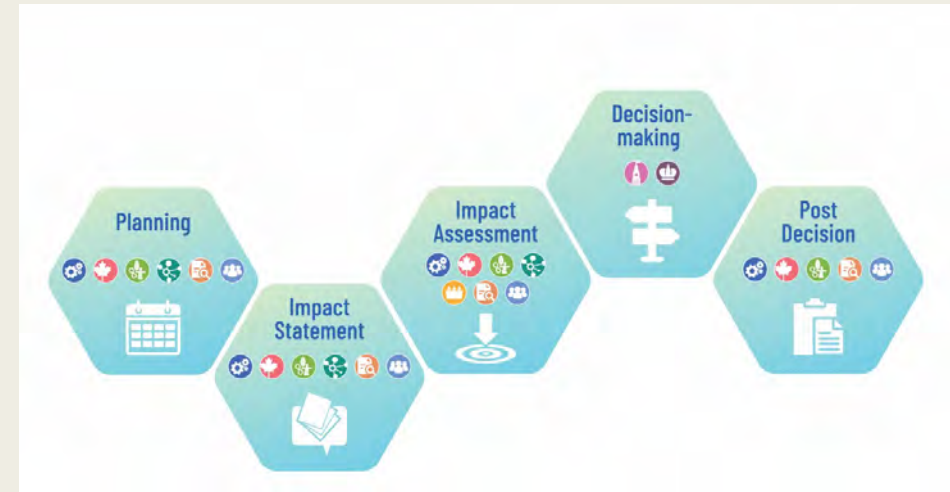 Planning
Impact
Statement
Impact
Assessment
Decision-
making
Post
Decision